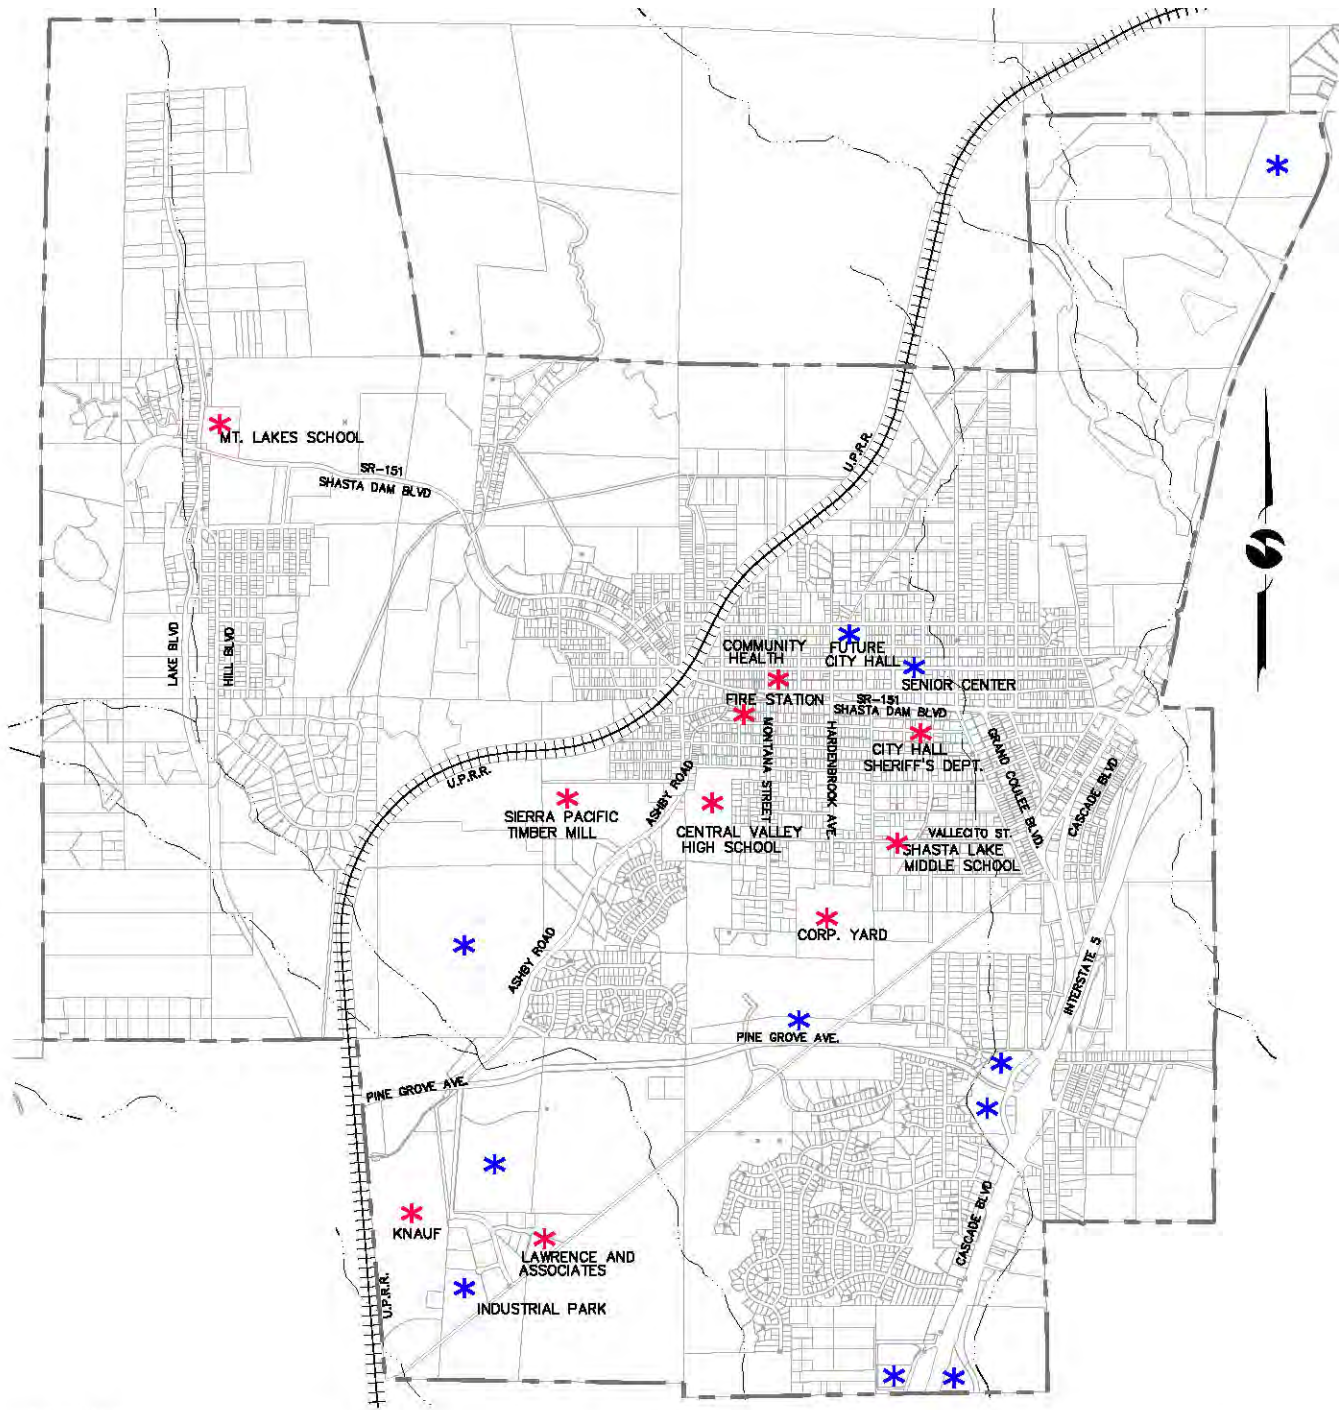 MT. LAKES SCHOOL
U.P.R.R.
SR-151
SHASTA DAM BLVD
LAKE BLVD
HILL BLVD
COMMUNITY
HEALTH
FUTURE
CITY HALL
SENIOR CENTER
FIRE STATION
SR-151
SHASTA DAM BLVD
MONTANA STREET
HARDENBROOK AVE.
CITY HALL
SHERIFF'S DEPT.
GRAND COULEE BLVD.
CASCADE BLVD
U.P.R.R.
ASHBY ROAD
SIERRA PACIFIC
TIMBER MILL
CENTRAL VALLEY
HIGH SCHOOL
VALLECITO ST.
SHASTA LAKE
MIDDLE SCHOOL
CORP. YARD
ASHBY ROAD
INTERSTATE 5
PINE GROVE AVE.
PINE GROVE AVE.
KNAUF
LAWRENCE AND
ASSOCIATES
CASCADE BLVD
U.P.R.R.
INDUSTRIAL PARK